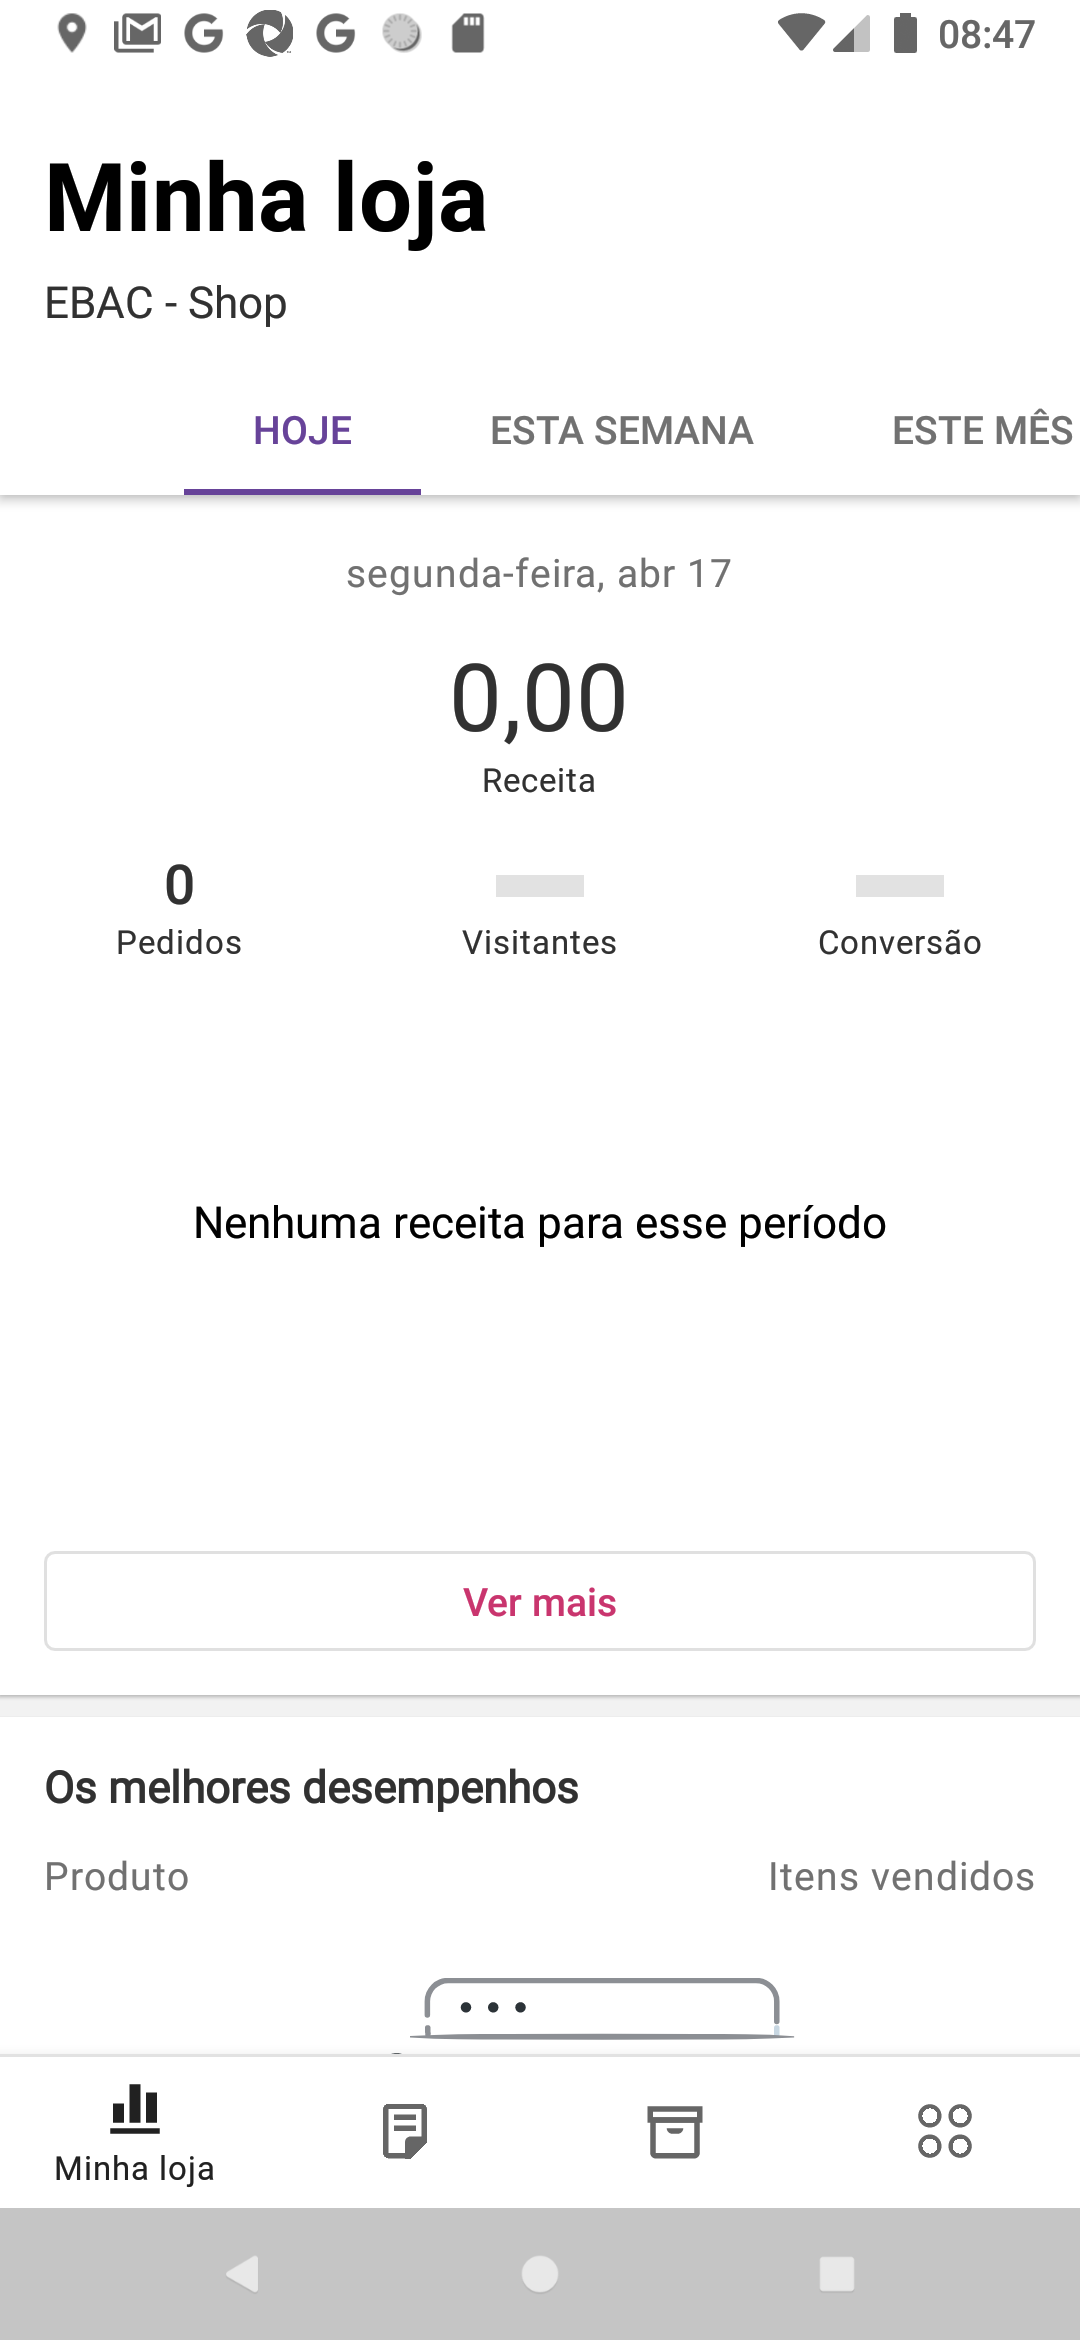 08:47
Minha loja
EBAC - Shop
HOJE ESTA SEMANA ESTE MÊS
segunda-feira, abr 17
0,00
Receita
0
Pedidos Visitantes Conversão
Nenhuma receita para esse período
Ver mais
Os melhores desempenhos
Produto Itens vendidos
Minha loja